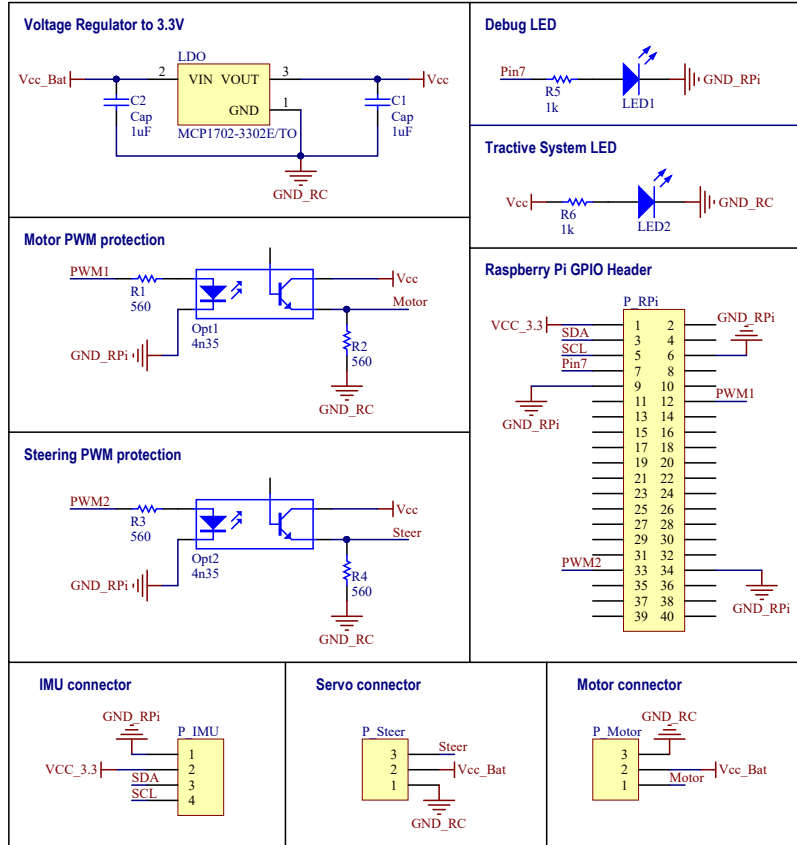 Voltage Regulator to 3.3V
LDO
Vcc_Bat
2
VIN VOUT
3
Vcc
GND
1
C2
Cap
1uF
C1
Cap
1uF
MCP1702-3302E/TO
GND_RC
Debug LED
Pin7
R5
1k
LED1
GND_RPi
Tractive System LED
Vcc
R6
1k
LED2
GND_RC
Motor PWM protection
PWM1
R1
560
Opt1
4n35
Vcc
Motor
R2
560
GND_RPi
GND_RC
Steering PWM protection
PWM2
R3
560
Opt2
4n35
Vcc
Steer
R4
560
GND_RPi
GND_RC
Raspberry Pi GPIO Header
P_RPi
GND_RPi
VCC_3.3 1 2
SDA 3 4
SCL 5 6
Pin7 7 8
9 10
11 12 PWM1
GND_RPi 13 14
15 16
17 18
19 20
21 22
23 24
25 26
27 28
29 30
31 32
PWM2 33 34
35 36
37 38
39 40
GND_RPi
IMU connector
GND_RPi
P_IMU
1
VCC_3.3 2
SDA 3
SCL 4
Servo connector
P_Steer
3 Steer
2 Vcc_Bat
1
GND_RC
Motor connector
GND_RC
P_Motor
3
2 Vcc_Bat
1 Motor